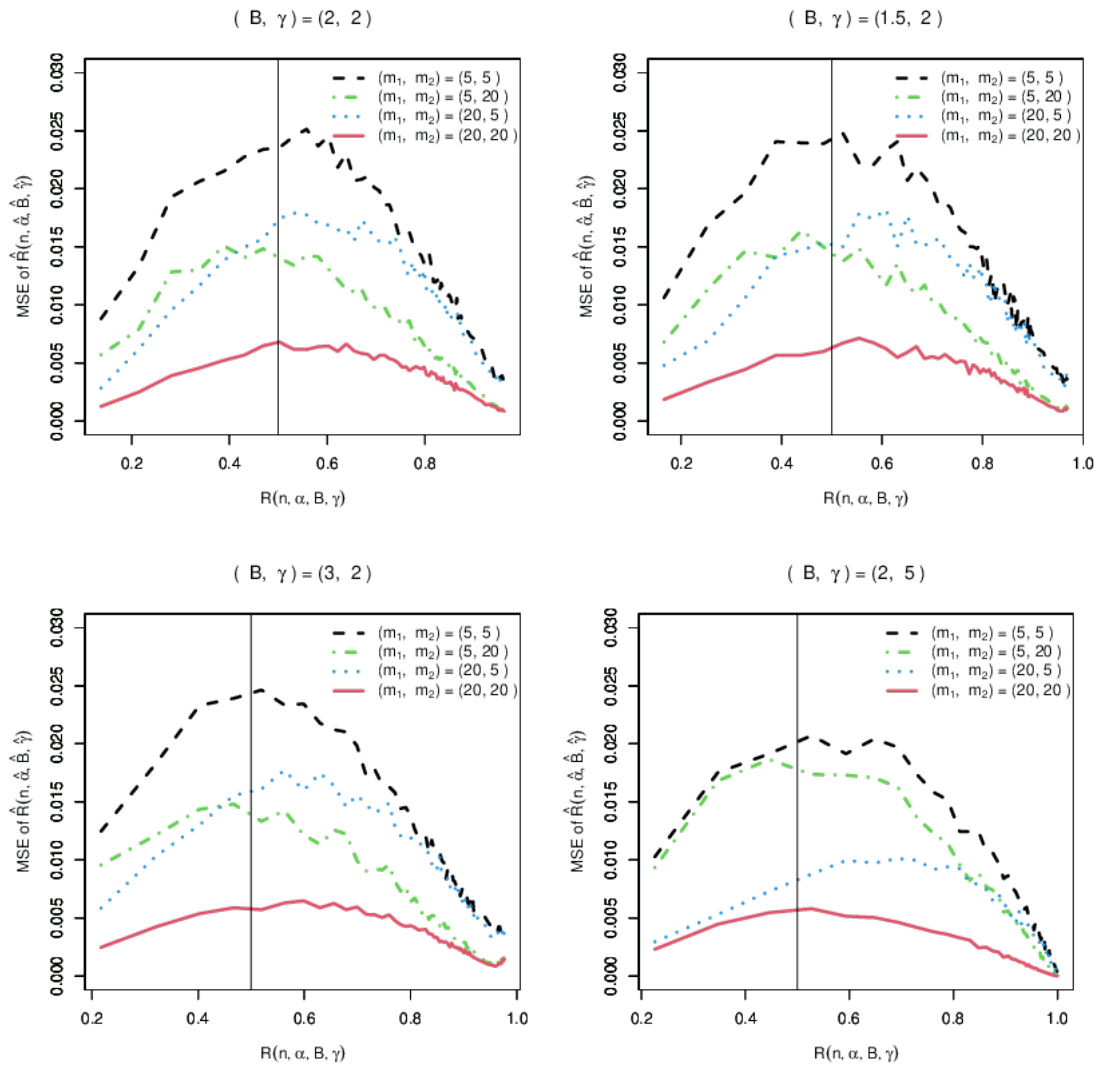 ( B, γ ) = (2, 2 )
MSE of R̂(n, α̂, B̂, γ̂)
0.030
0.025
0.020
0.015
0.010
0.005
0.000
(m₁, m₂) = (5, 5 )
(m₁, m₂) = (5, 20 )
(m₁, m₂) = (20, 5 )
(m₁, m₂) = (20, 20 )
0.2 0.4 0.6 0.8
R(n, α, B, γ)
( B, γ ) = (1.5, 2 )
MSE of R̂(n, α̂, B̂, γ̂)
0.030
0.025
0.020
0.015
0.010
0.005
0.000
(m₁, m₂) = (5, 5 )
(m₁, m₂) = (5, 20 )
(m₁, m₂) = (20, 5 )
(m₁, m₂) = (20, 20 )
0.2 0.4 0.6 0.8 1.0
R(n, α, B, γ)
( B, γ ) = (3, 2 )
MSE of R̂(n, α̂, B̂, γ̂)
0.030
0.025
0.020
0.015
0.010
0.005
0.000
(m₁, m₂) = (5, 5 )
(m₁, m₂) = (5, 20 )
(m₁, m₂) = (20, 5 )
(m₁, m₂) = (20, 20 )
0.2 0.4 0.6 0.8 1.0
R(n, α, B, γ)
( B, γ ) = (2, 5 )
MSE of R̂(n, α̂, B̂, γ̂)
0.030
0.025
0.020
0.015
0.010
0.005
0.000
(m₁, m₂) = (5, 5 )
(m₁, m₂) = (5, 20 )
(m₁, m₂) = (20, 5 )
(m₁, m₂) = (20, 20 )
0.2 0.4 0.6 0.8 1.0
R(n, α, B, γ)